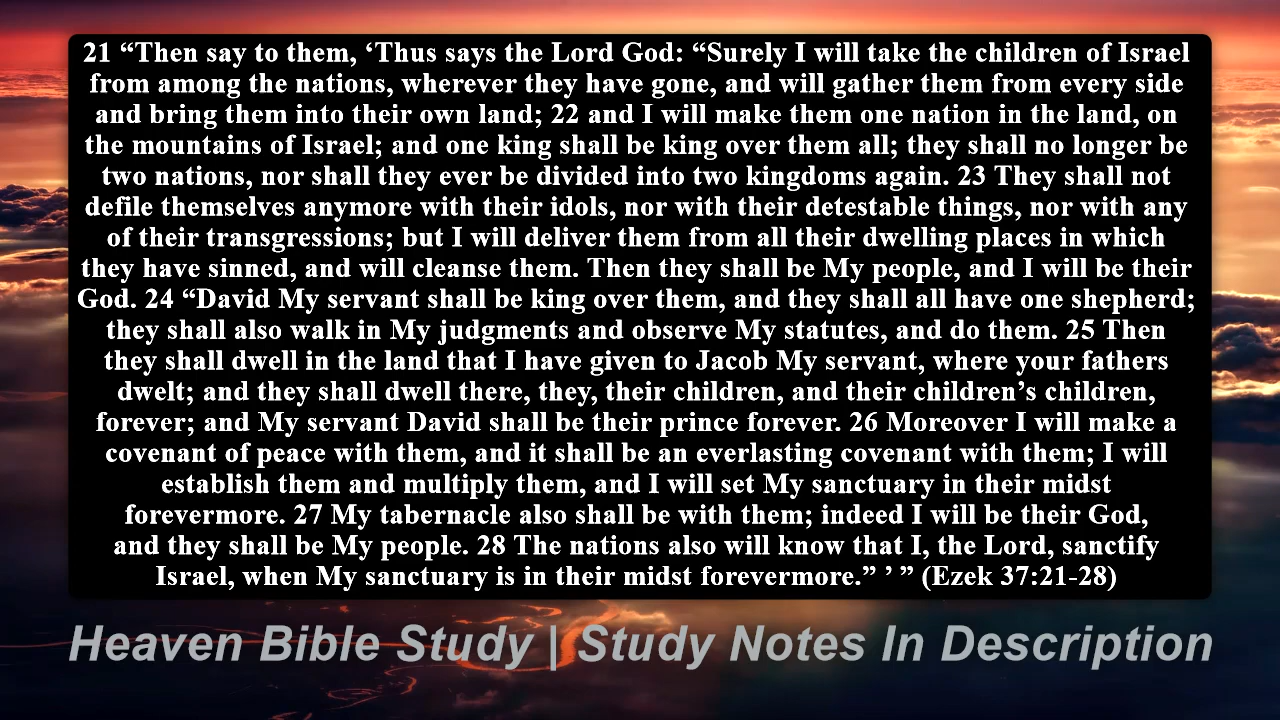 21 “Then say to them, ‘Thus says the Lord God: “Surely I will take the children of Israel
from among the nations, wherever they have gone, and will gather them from every side
and bring them into their own land; 22 and I will make them one nation in the land, on
the mountains of Israel; and one king shall be king over them all; they shall no longer be
two nations, nor shall they ever be divided into two kingdoms again. 23 They shall not
defile themselves anymore with their idols, nor with their detestable things, nor with any
of their transgressions; but I will deliver them from all their dwelling places in which
they have sinned, and will cleanse them. Then they shall be My people, and I will be their
God. 24 “David My servant shall be king over them, and they shall all have one shepherd;
they shall also walk in My judgments and observe My statutes, and do them. 25 Then
they shall dwell in the land that I have given to Jacob My servant, where your fathers
dwelt; and they shall dwell there, they, their children, and their children’s children,
forever; and My servant David shall be their prince forever. 26 Moreover I will make a
covenant of peace with them, and it shall be an everlasting covenant with them; I will
establish them and multiply them, and I will set My sanctuary in their midst
forevermore. 27 My tabernacle also shall be with them; indeed I will be their God,
and they shall be My people. 28 The nations also will know that I, the Lord, sanctify
Israel, when My sanctuary is in their midst forevermore.” ’ ” (Ezek 37:21-28)
Heaven Bible Study | Study Notes In Description